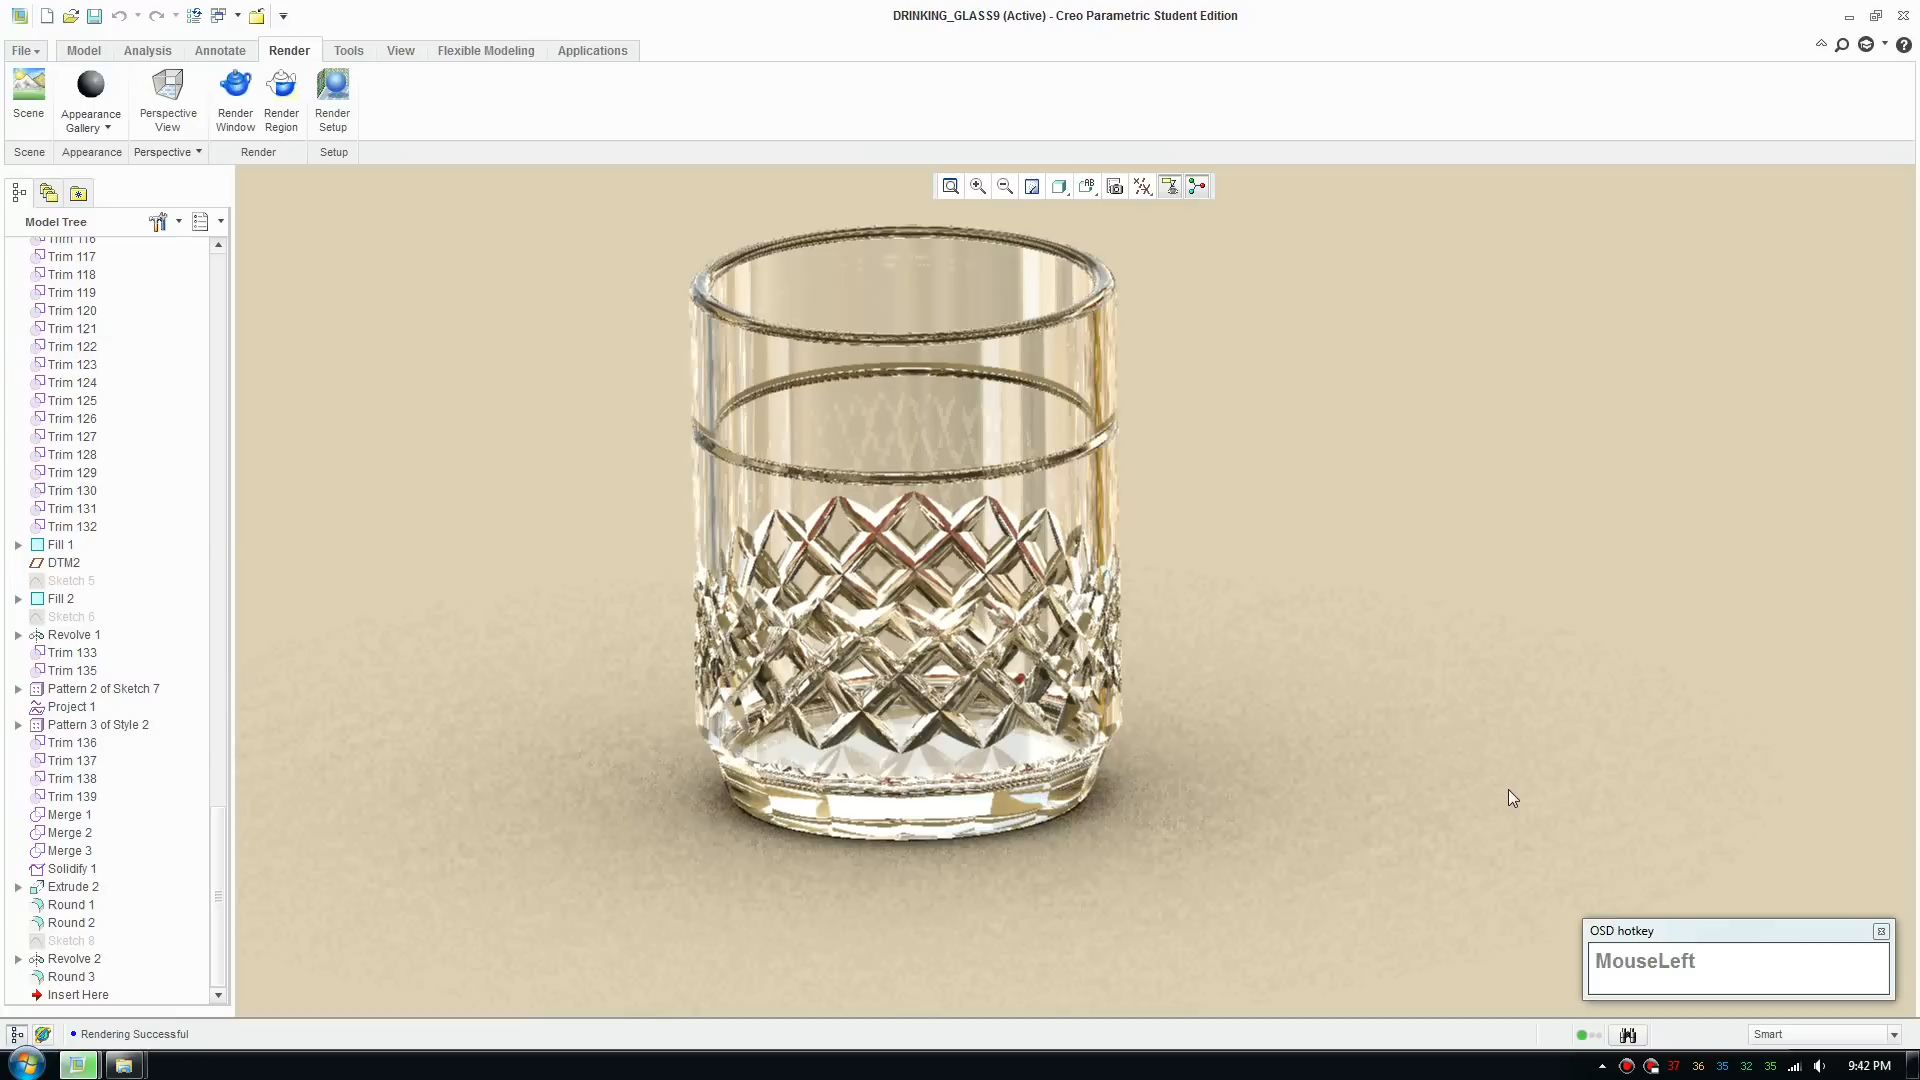 DRINKING_GLASS9 (Active) - Creo Parametric Student Edition
File Model Analysis Annotate Render Tools View Flexible Modeling Applications
Scene Appearance Gallery Perspective View Render Window Render Region Render Setup
Scene Appearance Perspective Render Setup
Model Tree
Trim 116
Trim 117
Trim 118
Trim 119
Trim 120
Trim 121
Trim 122
Trim 123
Trim 124
Trim 125
Trim 126
Trim 127
Trim 128
Trim 129
Trim 130
Trim 131
Trim 132
Fill 1
DTM2
Sketch 5
Fill 2
Sketch 6
Revolve 1
Trim 133
Trim 135
Pattern 2 of Sketch 7
Project 1
Pattern 3 of Style 2
Trim 136
Trim 137
Trim 138
Trim 139
Merge 1
Merge 2
Merge 3
Solidify 1
Extrude 2
Round 1
Round 2
Sketch 8
Revolve 2
Round 3
Insert Here
OSD hotkey
MouseLeft
Rendering Successful
Smart
37 36 35 32 35 9:42 PM